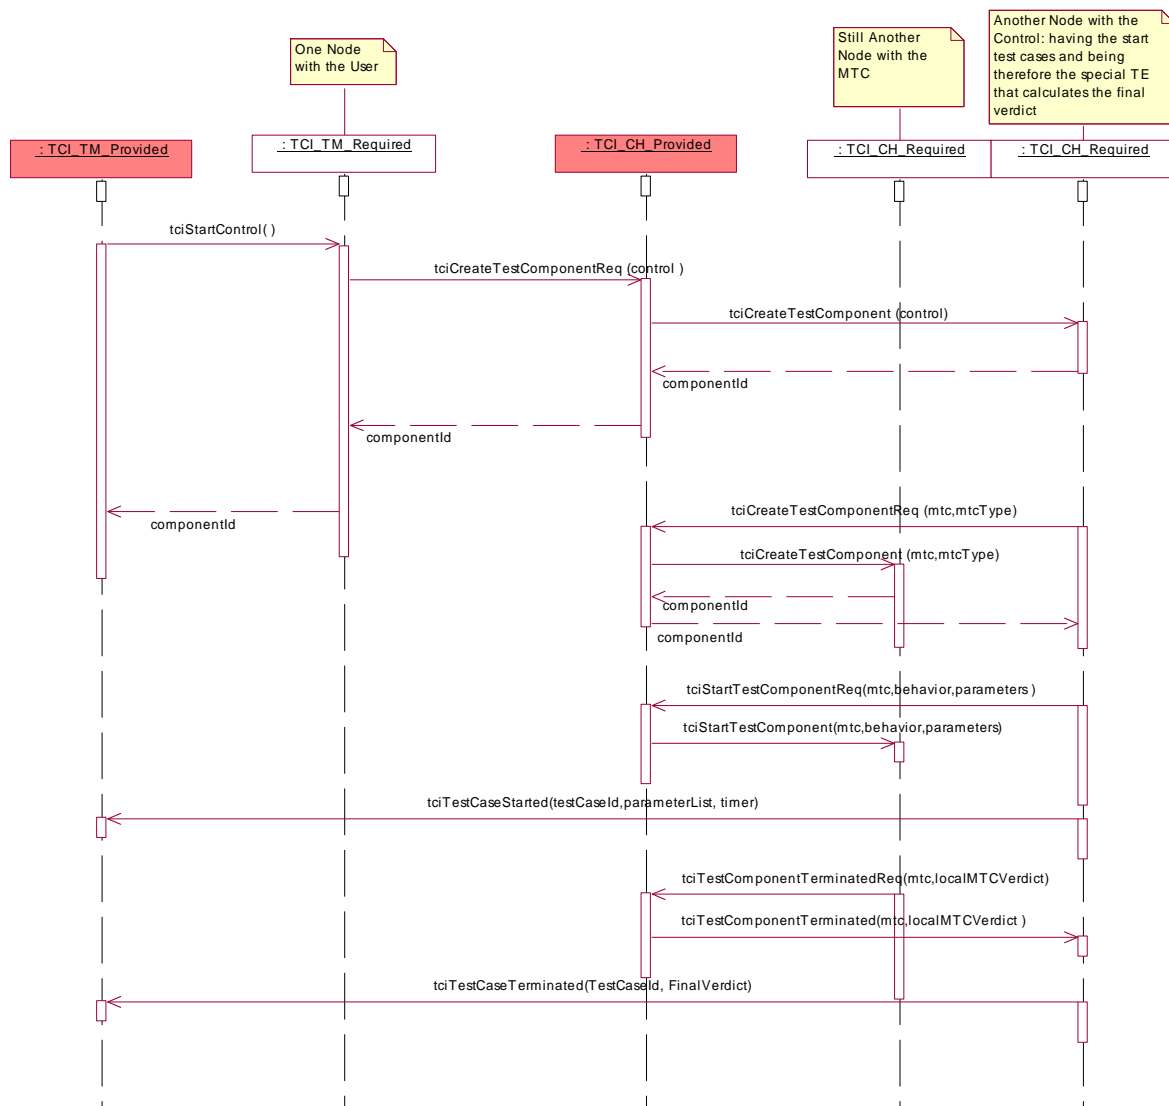 One Node
with the User
Still Another
Node with the
MTC
Another Node with the
Control: having the start
test cases and being
therefore the special TE
that calculates the final
verdict
: TCI_TM_Provided
: TCI_TM_Required
: TCI_CH_Provided
: TCI_CH_Required
: TCI_CH_Required
tciStartControl( )
tciCreateTestComponentReq (control )
tciCreateTestComponent (control)
componentId
componentId
componentId
tciCreateTestComponentReq (mtc,mtcType)
tciCreateTestComponent (mtc,mtcType)
componentId
componentId
tciStartTestComponentReq(mtc,behavior,parameters )
tciStartTestComponent(mtc,behavior,parameters)
tciTestCaseStarted(testCaseId,parameterList, timer)
tciTestComponentTerminatedReq(mtc,localMTCVerdict)
tciTestComponentTerminated(mtc,localMTCVerdict )
tciTestCaseTerminated(TestCaseId, FinalVerdict)